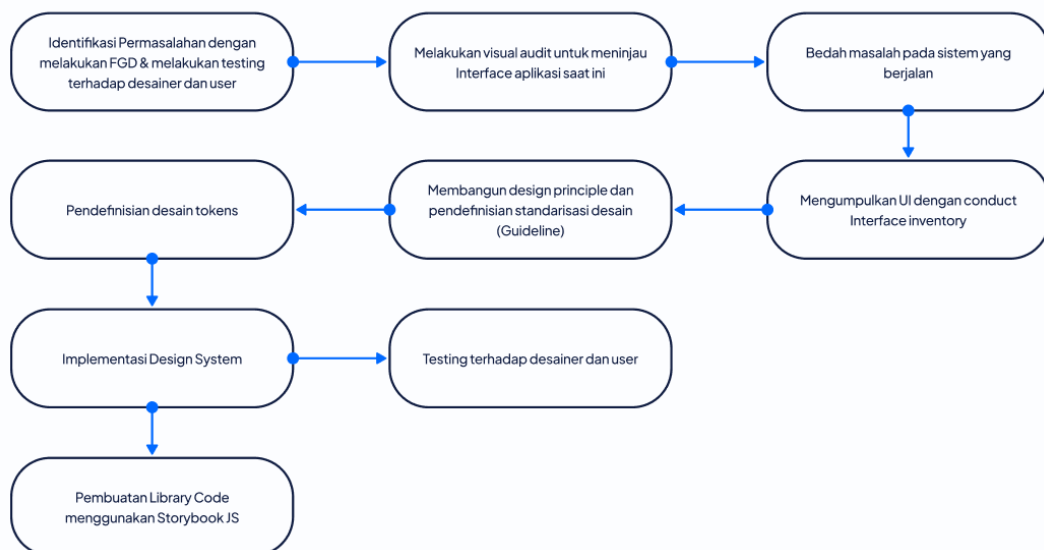 Identifikasi Permasalahan dengan
melakukan FGD & melakukan testing
terhadap desainer dan user
Melakukan visual audit untuk meninjau
Interface aplikasi saat ini
Bedah masalah pada sistem yang
berjalan
Mengumpulkan UI dengan conduct
Interface inventory
Membangun design principle dan
pendefinisian standarisasi desain
(Guideline)
Pendefinisian desain tokens
Implementasi Design System
Testing terhadap desainer dan user
Pembuatan Library Code
menggunakan Storybook JS